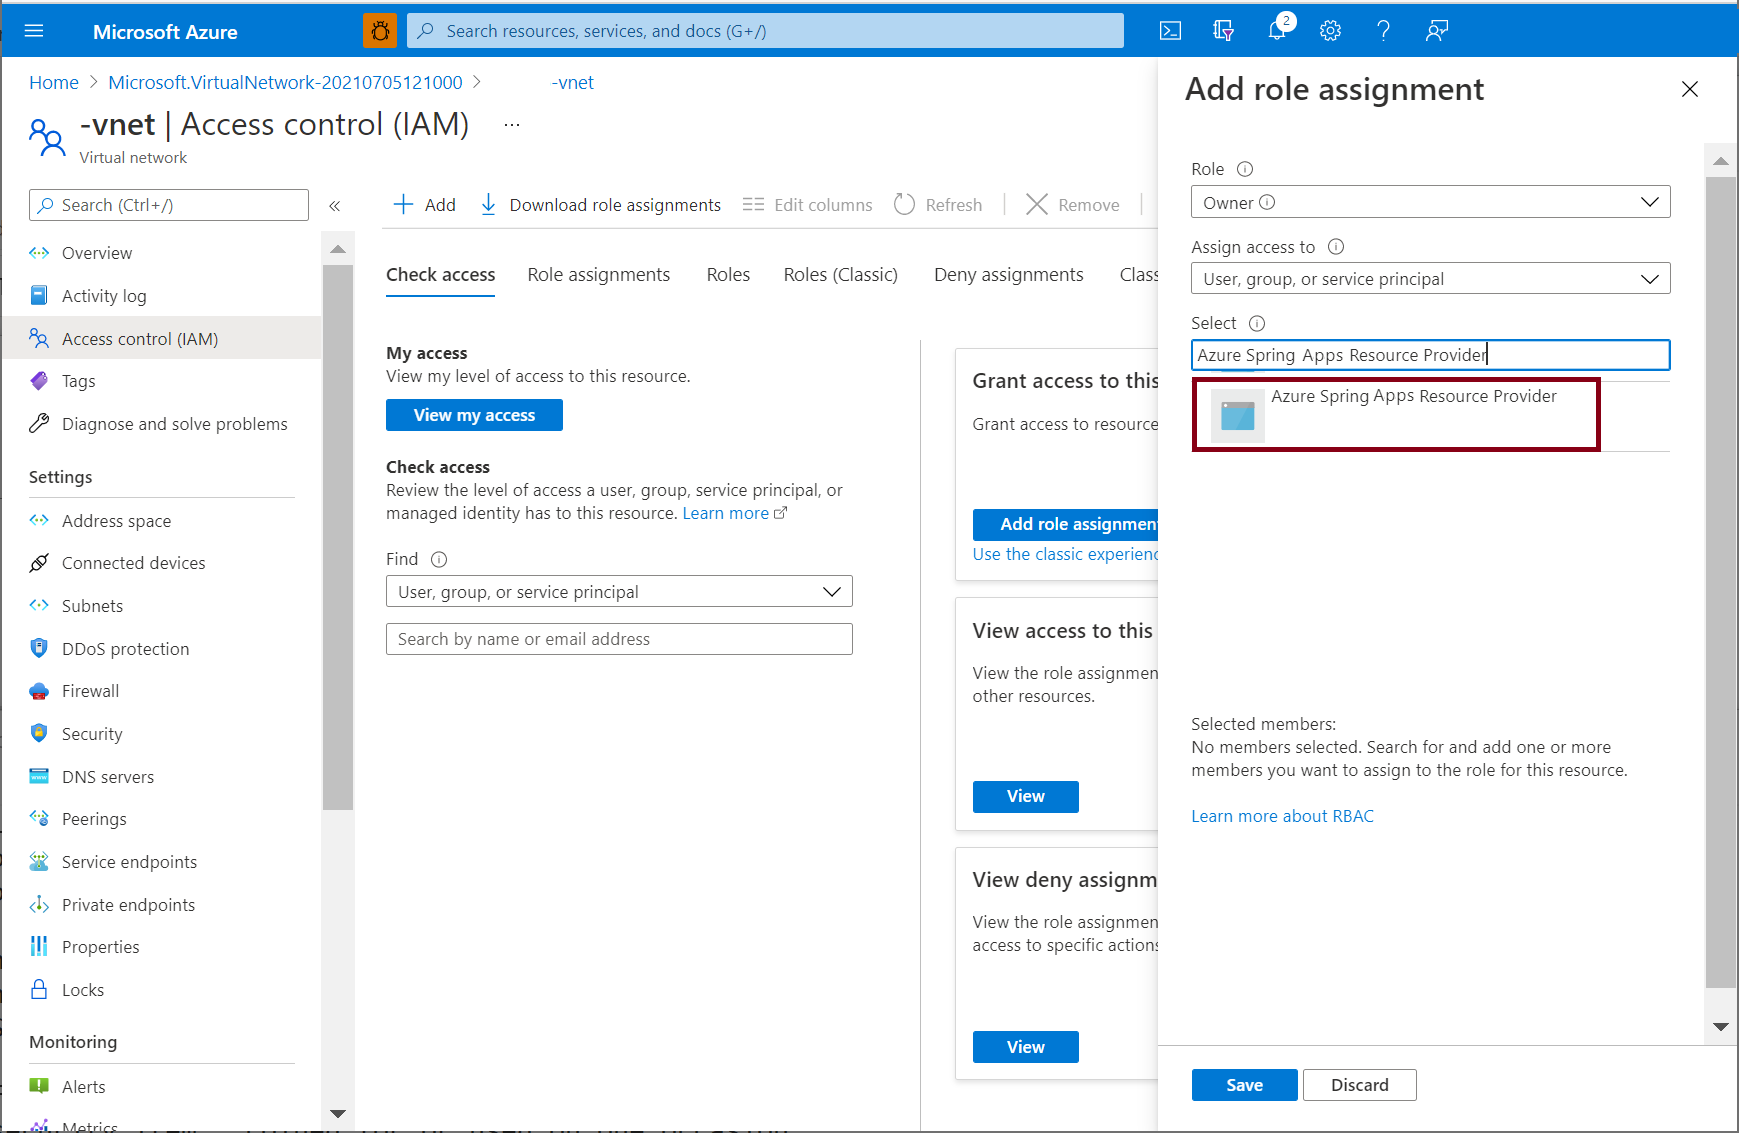 Microsoft Azure
Search resources, services, and docs (G+/)
2
Home > Microsoft.VirtualNetwork-20210705121000 > -vnet
-vnet | Access control (IAM) ...
Virtual network
Search (Ctrl+/)
Overview
Activity log
Access control (IAM)
Tags
Diagnose and solve problems
Settings
Address space
Connected devices
Subnets
DDoS protection
Firewall
Security
DNS servers
Peerings
Service endpoints
Private endpoints
Properties
Locks
Monitoring
Alerts
Metrics
Add
Download role assignments
Edit columns
Refresh
Remove
Check access
Role assignments
Roles
Roles (Classic)
Deny assignments
Class
My access
View my level of access to this resource.
View my access
Check access
Review the level of access a user, group, service principal, or
managed identity has to this resource. Learn more
Find
User, group, or service principal
Search by name or email address
Grant access to this
Grant access to resource
Add role assignment
Use the classic experienc
View access to this
View the role assignmen
other resources.
View
View deny assignm
View the role assignmen
access to specific actions
View
Add role assignment
Role
Owner
Assign access to
User, group, or service principal
Select
Azure Spring Apps Resource Provider
Azure Spring Apps Resource Provider
Selected members:
No members selected. Search for and add one or more
members you want to assign to the role for this resource.
Learn more about RBAC
Save
Discard